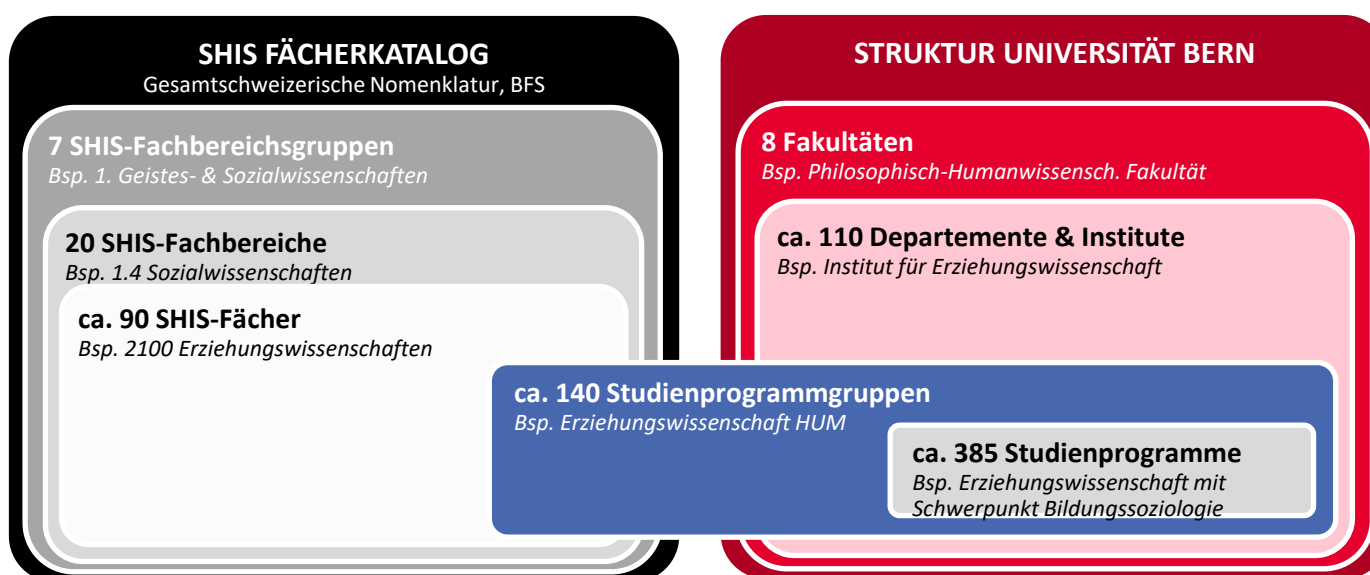 SHIS FÄCHERKATALOG
Gesamtschweizerische Nomenklatur, BFS
7 SHIS-Fachbereichsgruppen
Bsp. 1. Geistes- & Sozialwissenschaften
20 SHIS-Fachbereiche
Bsp. 1.4 Sozialwissenschaften
ca. 90 SHIS-Fächer
Bsp. 2100 Erziehungswissenschaften
STRUKTUR UNIVERSITÄT BERN
8 Fakultäten
Bsp. Philosophisch-Humanwissensch. Fakultät
ca. 110 Departemente & Institute
Bsp. Institut für Erziehungswissenschaft
ca. 140 Studienprogrammgruppen
Bsp. Erziehungswissenschaft HUM
ca. 385 Studienprogramme
Bsp. Erziehungswissenschaft mit
Schwerpunkt Bildungssoziologie